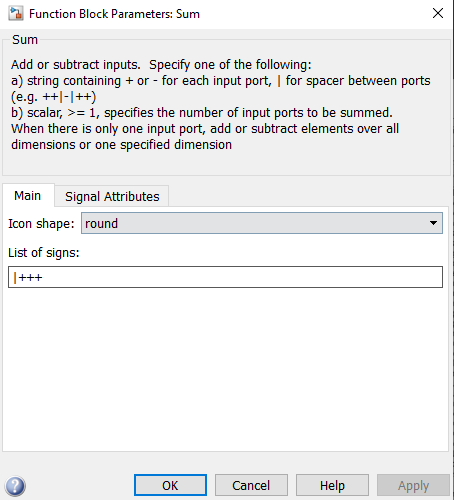 Function Block Parameters: Sum
Sum
Add or subtract inputs.  Specify one of the following:
a) string containing + or - for each input port, | for spacer between ports
(e.g. ++|-|++)
b) scalar, >= 1, specifies the number of input ports to be summed.
When there is only one input port, add or subtract elements over all
dimensions or one specified dimension
Main
Signal Attributes
Icon shape: round
List of signs:
|+++
?
OK
Cancel
Help
Apply